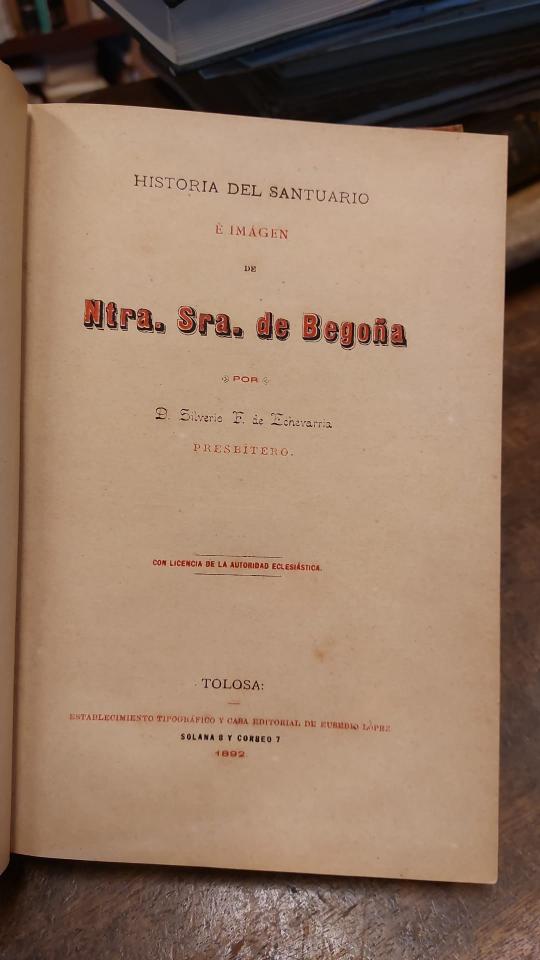 HISTORIA DEL SANTUARIO
É IMÁGEN
DE
Ntra. Sra. de Begoña
POR
D. Silverio F. de Echevarria
PRESBÍTERO.
CON LICENCIA DE LA AUTORIDAD ECLESIÁSTICA.
TOLOSA:
ESTABLECIMIENTO TIPOGRÁFICO Y CASA EDITORIAL DE EUSEBIO LÓPEZ
SOLANA 8 Y CORREO 7
1892